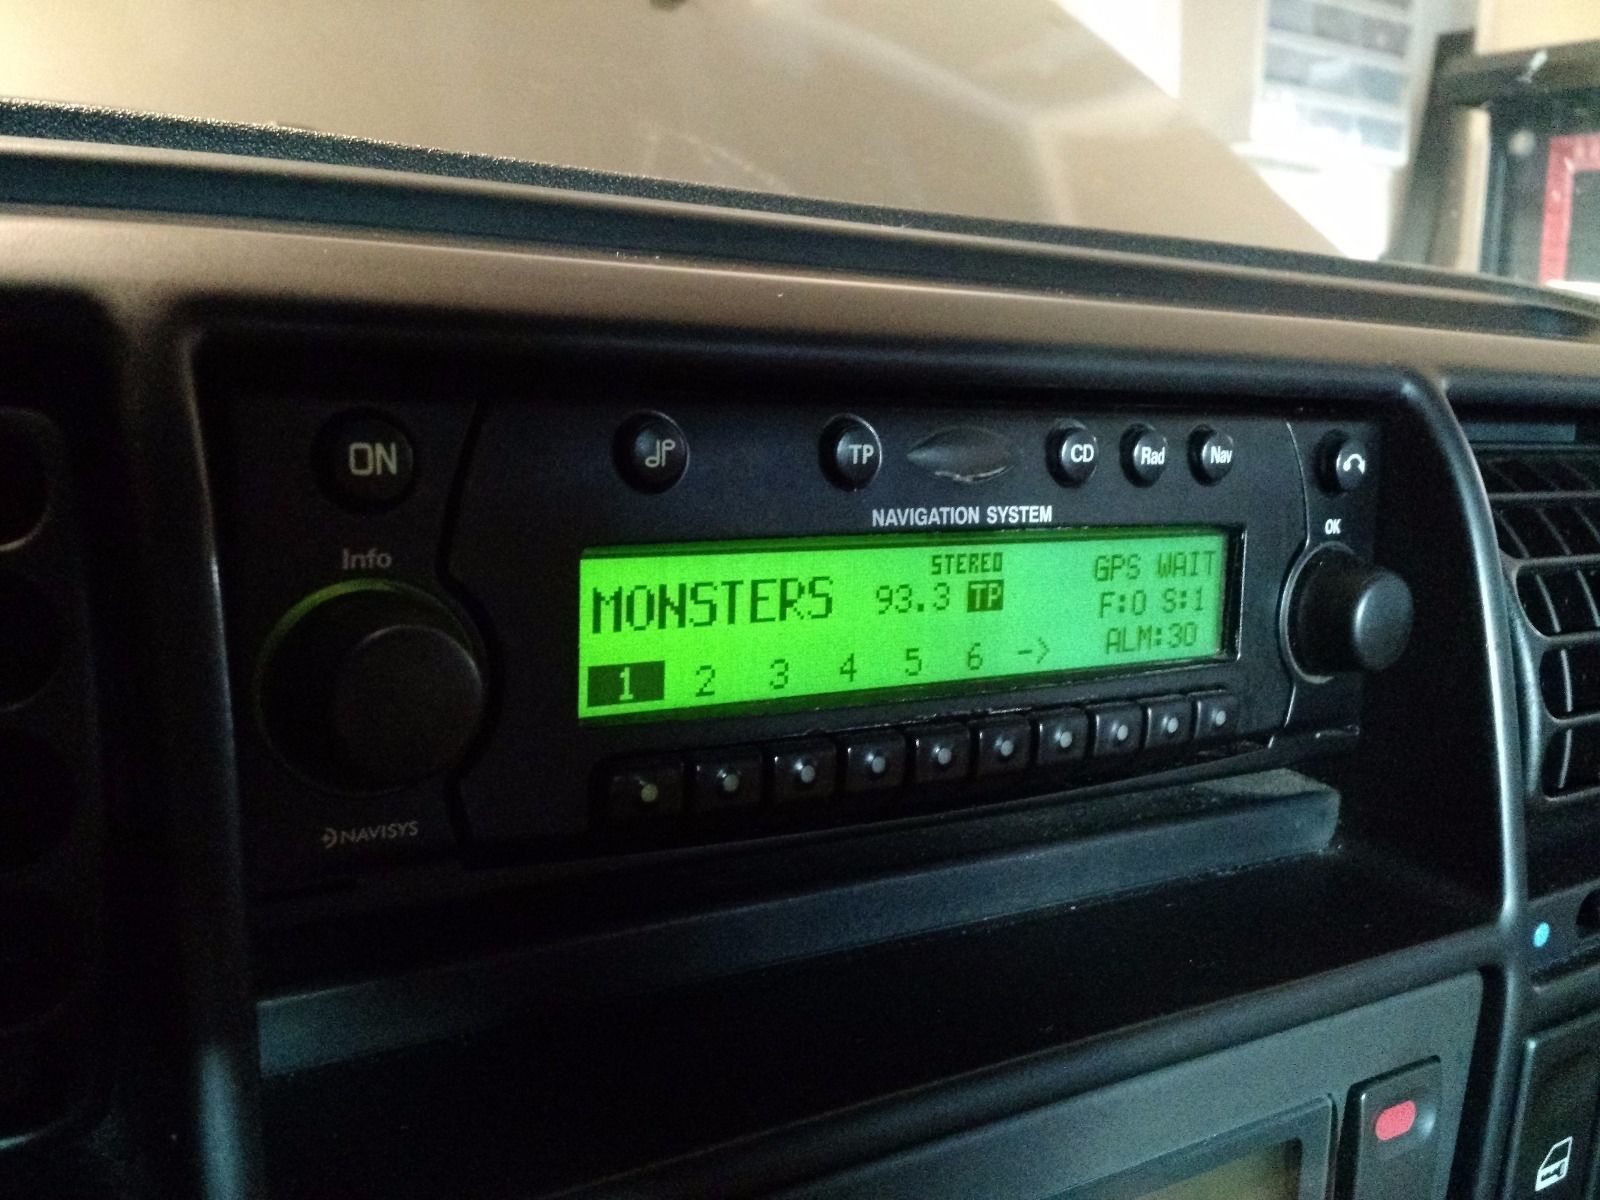 ON
TP
CD
Rad
Nav
NAVIGATION SYSTEM
OK
Info
MONSTERS 93.3 STEREO TP
GPS WAIT
F:0 S:1
ALM:30
1 2 3 4 5 6 ->
NAVISYS